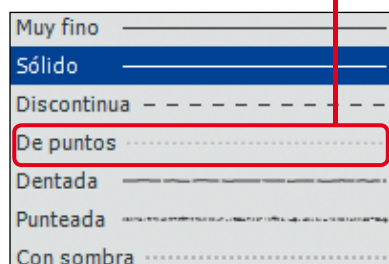 Muy fino
Sólido
Discontinua
De puntos
Dentada
Punteada
Con sombra